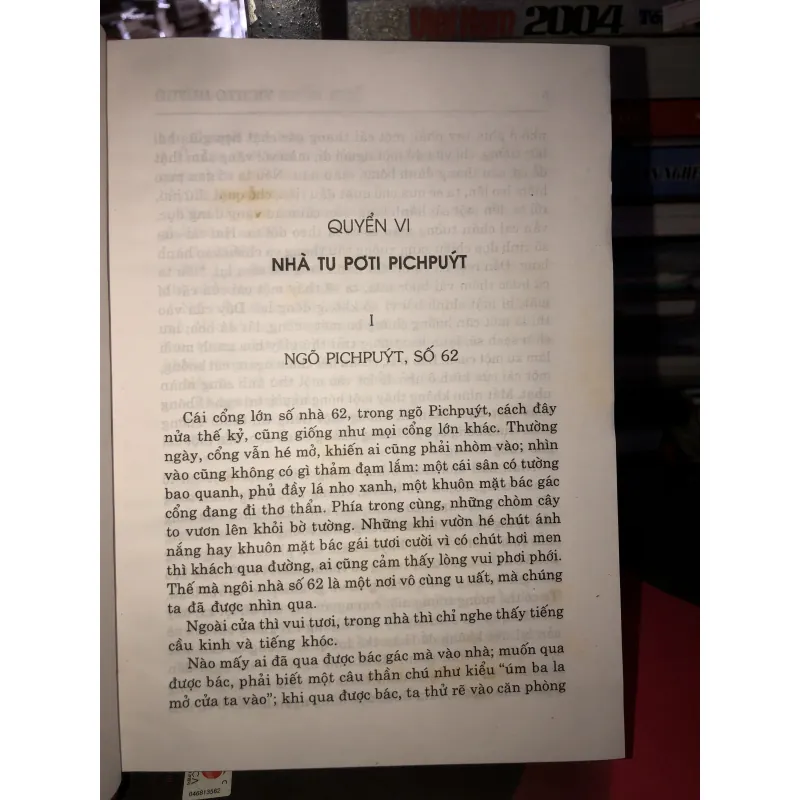 Việt Nam 2004
QUYỂN VI
NHÀ TU PƠTI PICHPUÝT
I
NGÕ PICHPUÝT, SỐ 62
Cái cổng lớn số nhà 62, trong ngõ Pichpuýt, cách đây
nửa thế kỷ, cũng giống như mọi cổng lớn khác. Thường
ngày, cổng vẫn hé mở, khiến ai cũng phải nhòm vào; nhìn
vào cũng không có gì thảm đạm lắm: một cái sân có tường
bao quanh, phủ đầy lá nho xanh, một khuôn mặt bác gác
cổng đang đi thơ thẩn. Phía trong cùng, những chòm cây
to vươn lên khỏi bờ tường. Những khi vườn hé chút ánh
nắng hay khuôn mặt bác gái tươi cười vì có chút hơi men
thì khách qua đường, ai cũng cảm thấy lòng vui phơi phới.
Thế mà ngôi nhà số 62 là một nơi vô cùng u uất, mà chúng
ta đã được nhìn qua.
Ngoài cửa thì vui tươi, trong nhà thì chỉ nghe thấy tiếng
cầu kinh và tiếng khóc.
Nào mấy ai đã qua được bác gác mà vào nhà; muốn qua
được bác, phải biết một câu thần chú như kiểu “úm ba la
mở cửa ta vào”; khi qua được bác, ta thử rẽ vào căn phòng